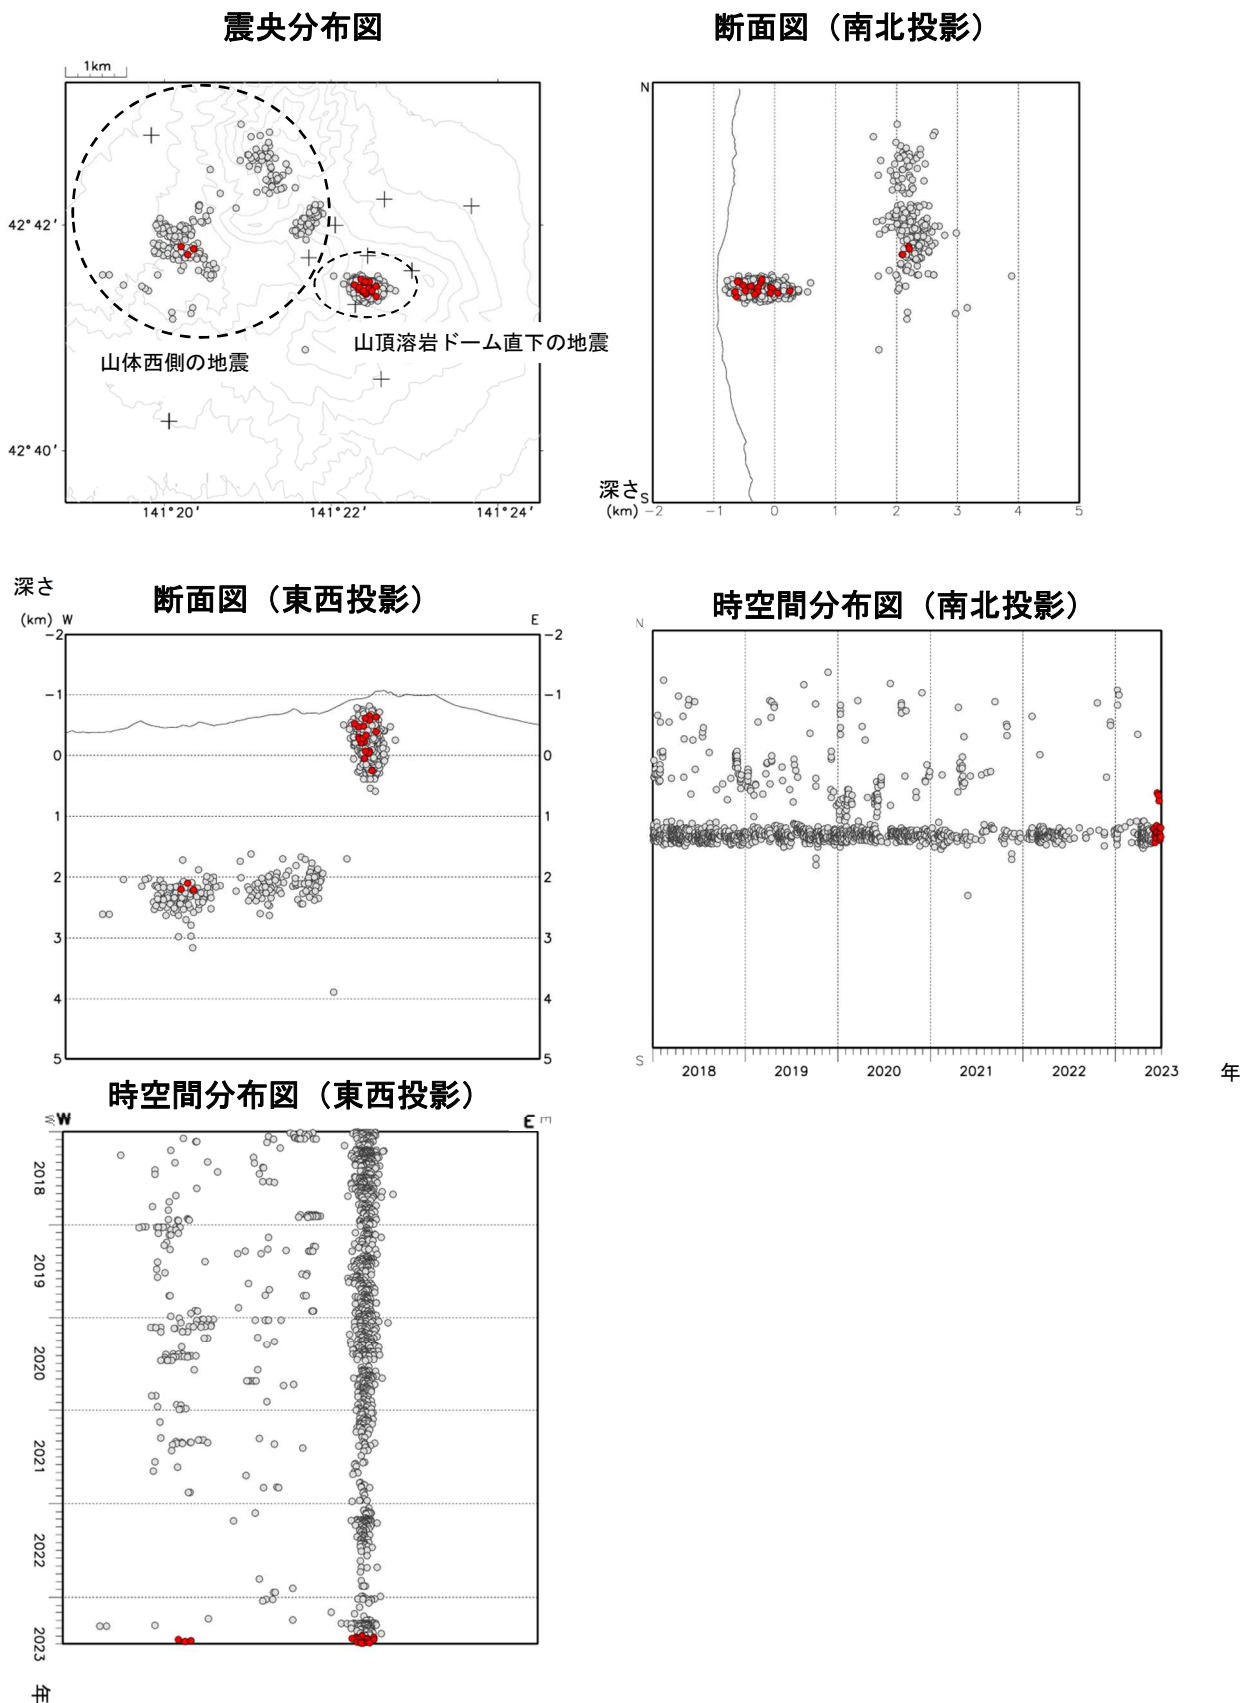 震央分布図
断面図（南北投影）
1km
42°42′
42°40′
141°20′
141°22′
141°24′
山体西側の地震
山頂溶岩ドーム直下の地震
N
深さ
(km)
S
-2 -1 0 1 2 3 4 5
深さ
(km)
断面図（東西投影）
W
E
-2
-1
0
1
2
3
4
5
-2
-1
0
1
2
3
4
5
時空間分布図（南北投影）
N
S
2018 2019 2020 2021 2022 2023
年
時空間分布図（東西投影）
W W
E E
2018
2019
2020
2021
2022
2023
年